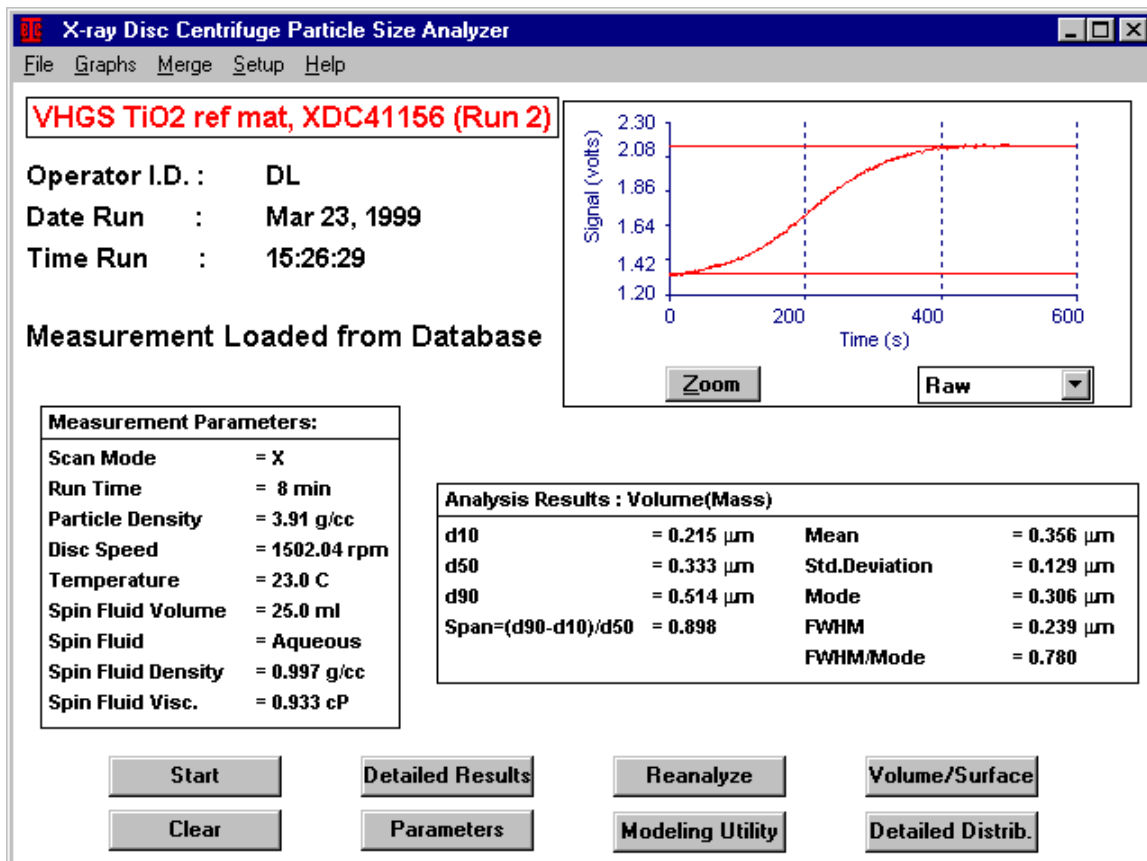 X-ray Disc Centrifuge Particle Size Analyzer
File Graphs Merge Setup Help
VHGS TiO2 ref mat, XDC41156 (Run 2)
Operator I.D. : DL
Date Run : Mar 23, 1999
Time Run : 15:26:29
Measurement Loaded from Database
Signal (volts)
2.30
2.08
1.86
1.64
1.42
1.20
0 200 400 600
Time (s)
Zoom
Raw
Measurement Parameters:
Scan Mode = X
Run Time = 8 min
Particle Density = 3.91 g/cc
Disc Speed = 1502.04 rpm
Temperature = 23.0 C
Spin Fluid Volume = 25.0 ml
Spin Fluid = Aqueous
Spin Fluid Density = 0.997 g/cc
Spin Fluid Visc. = 0.933 cP
Analysis Results : Volume(Mass)
d10 = 0.215 µm Mean = 0.356 µm
d50 = 0.333 µm Std.Deviation = 0.129 µm
d90 = 0.514 µm Mode = 0.306 µm
Span=(d90-d10)/d50 = 0.898 FWHM = 0.239 µm
FWHM/Mode = 0.780
Start Detailed Results Reanalyze Volume/Surface
Clear Parameters Modeling Utility Detailed Distrib.